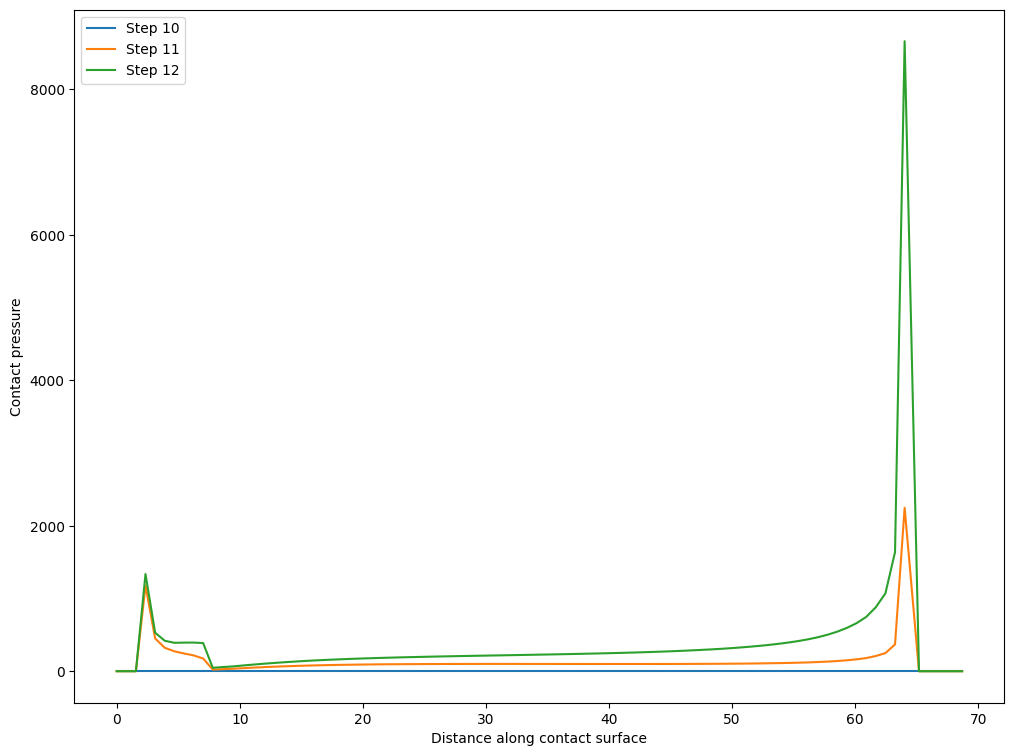 Step 10
Step 11
Step 12
8000
6000
4000
2000
0
Contact pressure
0 10 20 30 40 50 60 70
Distance along contact surface